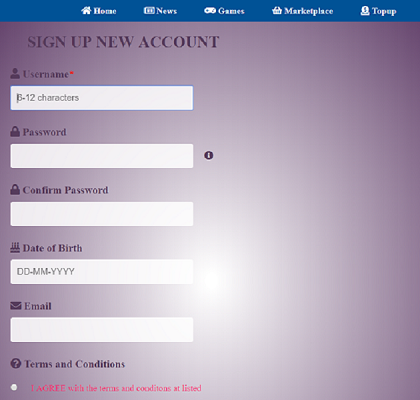 Home News Games Marketplace Topup
SIGN UP NEW ACCOUNT
Username*
6-12 characters
Password
Confirm Password
Date of Birth
DD-MM-YYYY
Email
Terms and Conditions
I AGREE with the terms and conditons at listed